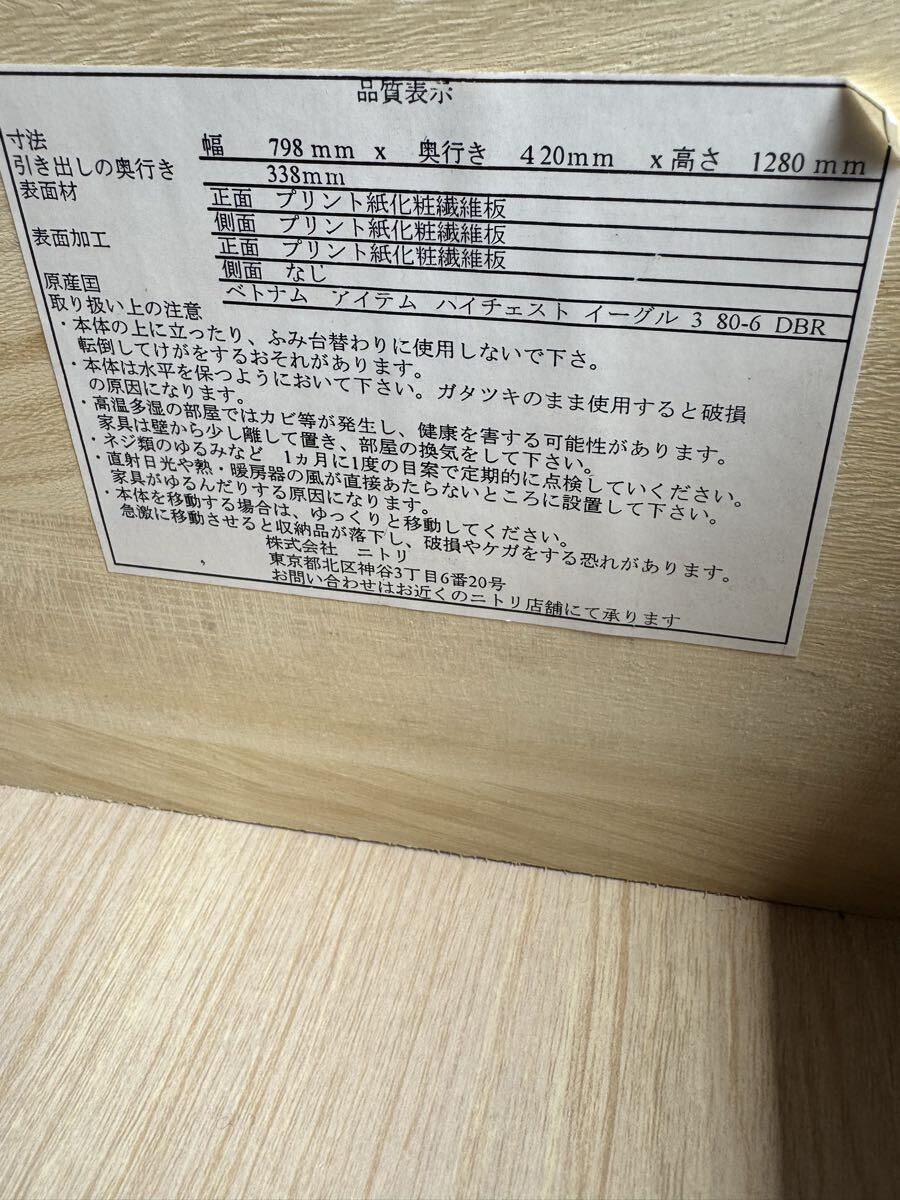 品質表示
寸法 幅 798mm x 奥行き 420mm x高さ 1280mm
引き出しの奥行き 338mm
表面材 正面 プリント紙化粧繊維板
側面 プリント紙化粧繊維板
表面加工 正面 プリント紙化粧繊維板
側面 なし
原産国 ベトナム アイテム ハイチェスト イーグル 3 80-6 DBR
取り扱い上の注意
・本体の上に立ったり、ふみ台替わりに使用しないで下さ。
転倒してけがをするおそれがあります。
・本体は水平を保つようにおいて下さい。ガタツキのまま使用すると破損
の原因になります。
・高温多湿の部屋ではカビ等が発生し、健康を害する可能性があります。
家具は壁から少し離して置き、部屋の換気をして下さい。
・ネジ類のゆるみなど 1ヵ月に1度の目案で定期的に点検していください。
・直射日光や熱・暖房器の風が直接あたらないところに設置して下さい。
家具がゆるんだりする原因になります。
・本体を移動する場合は、ゆっくりと移動してください。
急激に移動させると収納品が落下し、破損やケガをする恐れがあります。
株式会社 ニトリ
東京都北区神谷3丁目6番20号
お問い合わせはお近くのニトリ店舗にて承ります